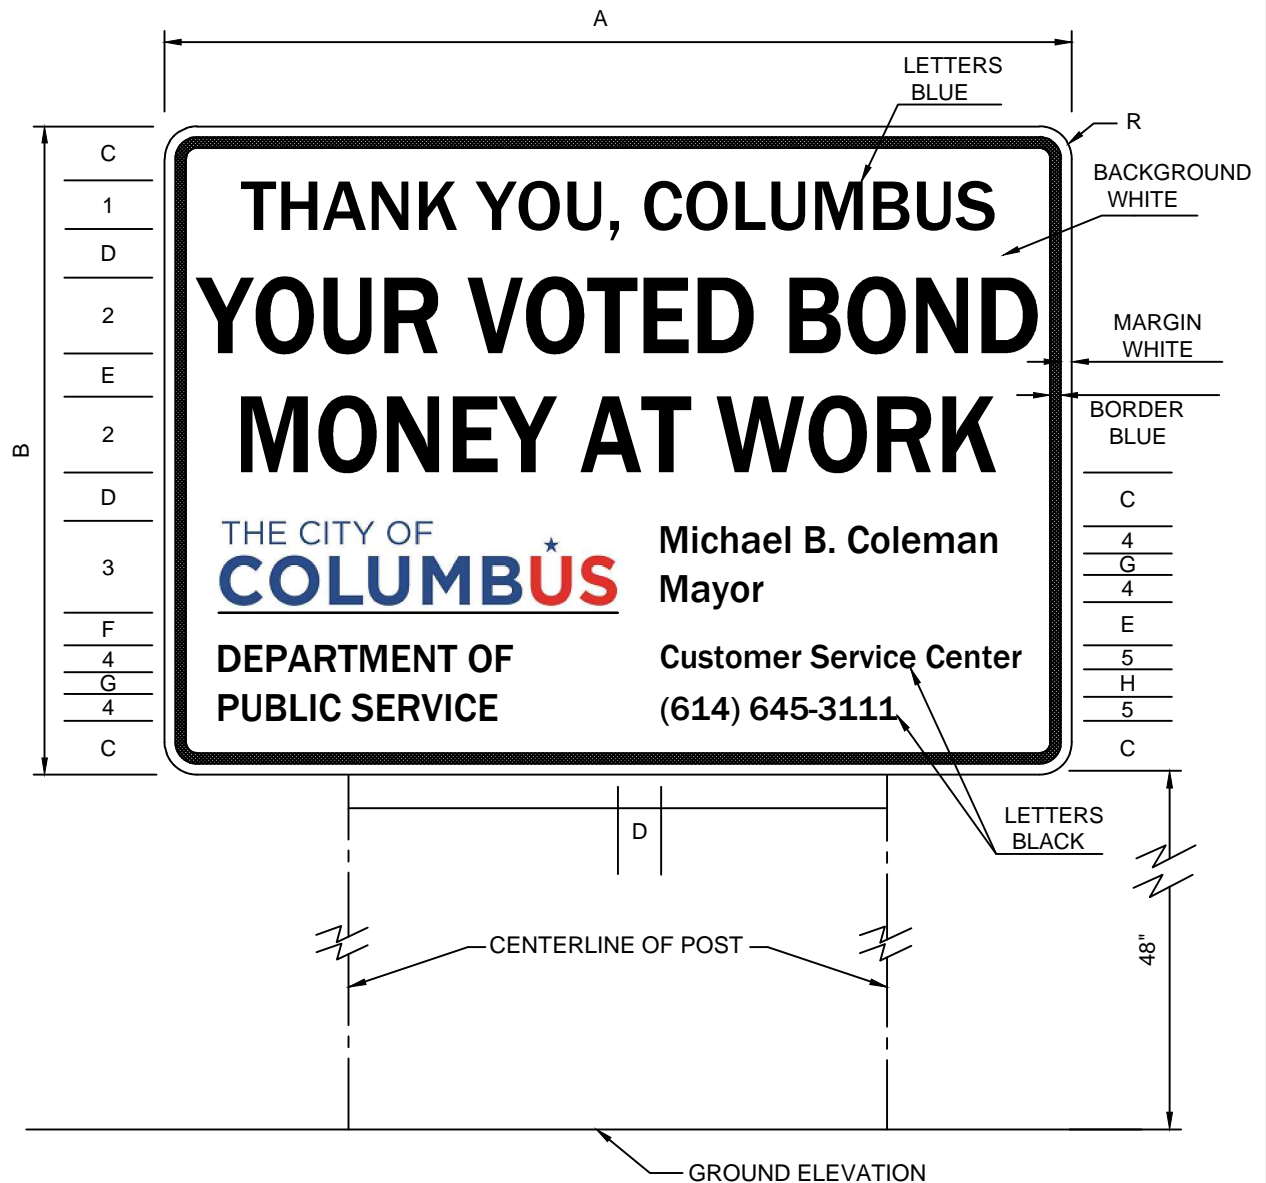 A
LETTERS
BLUE
R
BACKGROUND
WHITE
C
1
D
2
E
2
D
3
F
4
G
4
C
B
THANK YOU, COLUMBUS
YOUR VOTED BOND
MONEY AT WORK
THE CITY OF
COLUMBUS
DEPARTMENT OF
PUBLIC SERVICE
Michael B. Coleman
Mayor
Customer Service Center
(614) 645-3111
MARGIN
WHITE
BORDER
BLUE
C
4
G
4
E
5
H
5
C
D
LETTERS
BLACK
CENTERLINE OF POST
48"
GROUND ELEVATION